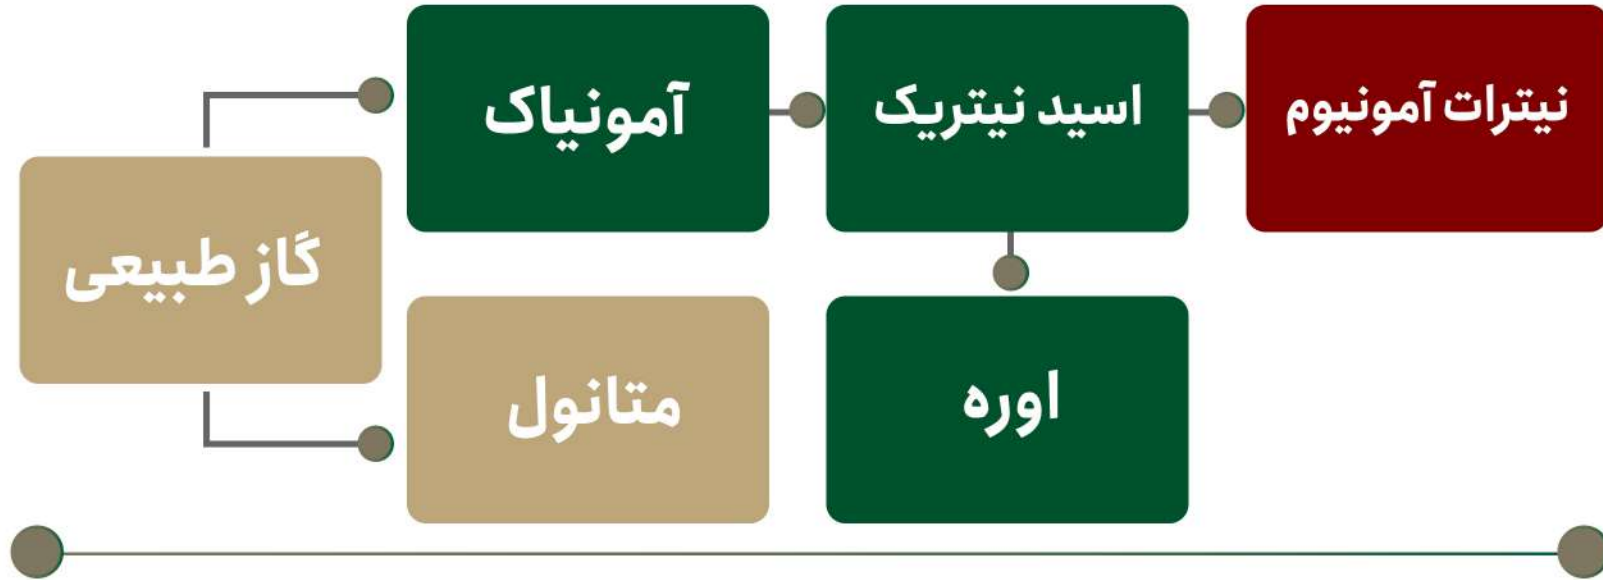 گاز طبیعی
آمونیاک
اسید نیتریک
نیترات آمونیوم
متانول
اوره